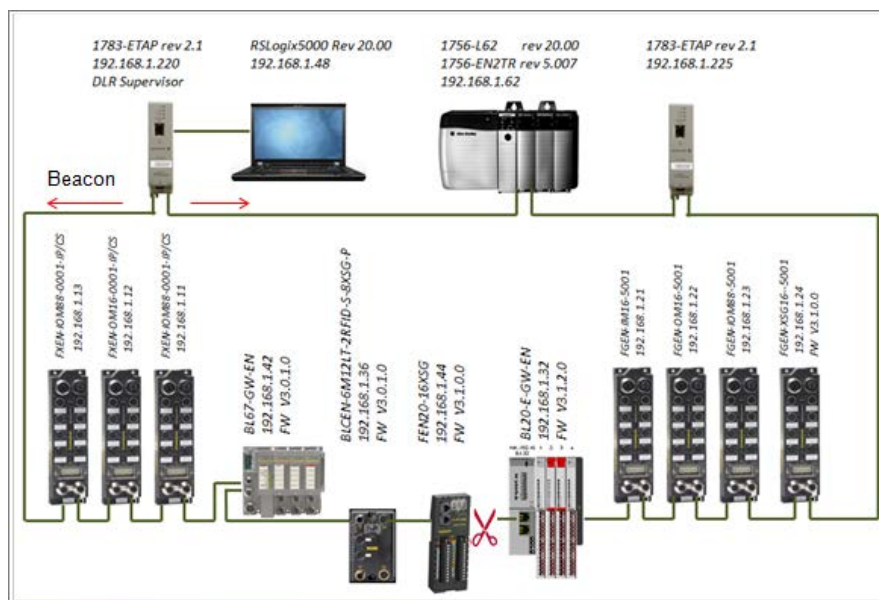 1783-ETAP rev 2.1
192.168.1.220
DLR Supervisor
RSLogix5000 Rev 20.00
192.168.1.48
1756-L62 rev 20.00
1756-EN2TR rev 5.007
192.168.1.62
1783-ETAP rev 2.1
192.168.1.225
Beacon
FXEN-IOM88-0001-IP/CS
192.168.1.13
FXEN-OM16-0001-IP/CS
192.168.1.12
FXEN-IOM88-0001-IP/CS
192.168.1.11
BL67-GW-EN
192.168.1.42
FW V3.0.1.0
BLCEN-6M12LT-2RFID-S-8XSG-P
192.168.1.36
FW V3.0.1.0
FEN20-16XSG
192.168.1.44
FW V3.1.0.0
BL20-E-GW-EN
192.168.1.32
FW V3.1.2.0
FGEN-IM16-5001
192.168.1.21
FGEN-OM16-5001
192.168.1.22
FGEN-IOM88-5001
192.168.1.23
FGEN-XSG16--5001
192.168.1.24
FW V3.1.0.0